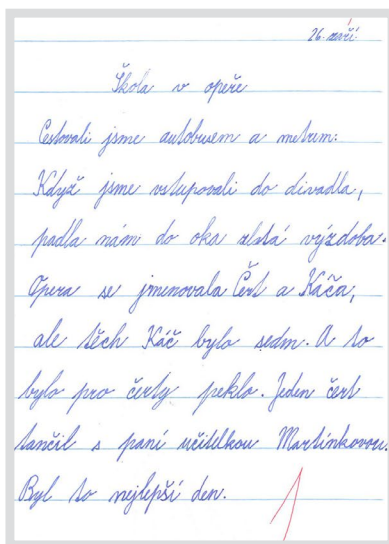 26. září
Škola v opeře
Cestovali jsme autobusem a metrem.
Když jsme vstupovali do divadla,
padla nám do oka zlatá výzdoba.
Opera se jmenovala Čert a Káča,
ale těch Káč bylo sedm. A to
bylo pro čerty peklo. Jeden čert
tančil s paní učitelkou Martínkovou.
Byl to nejlepší den.
1